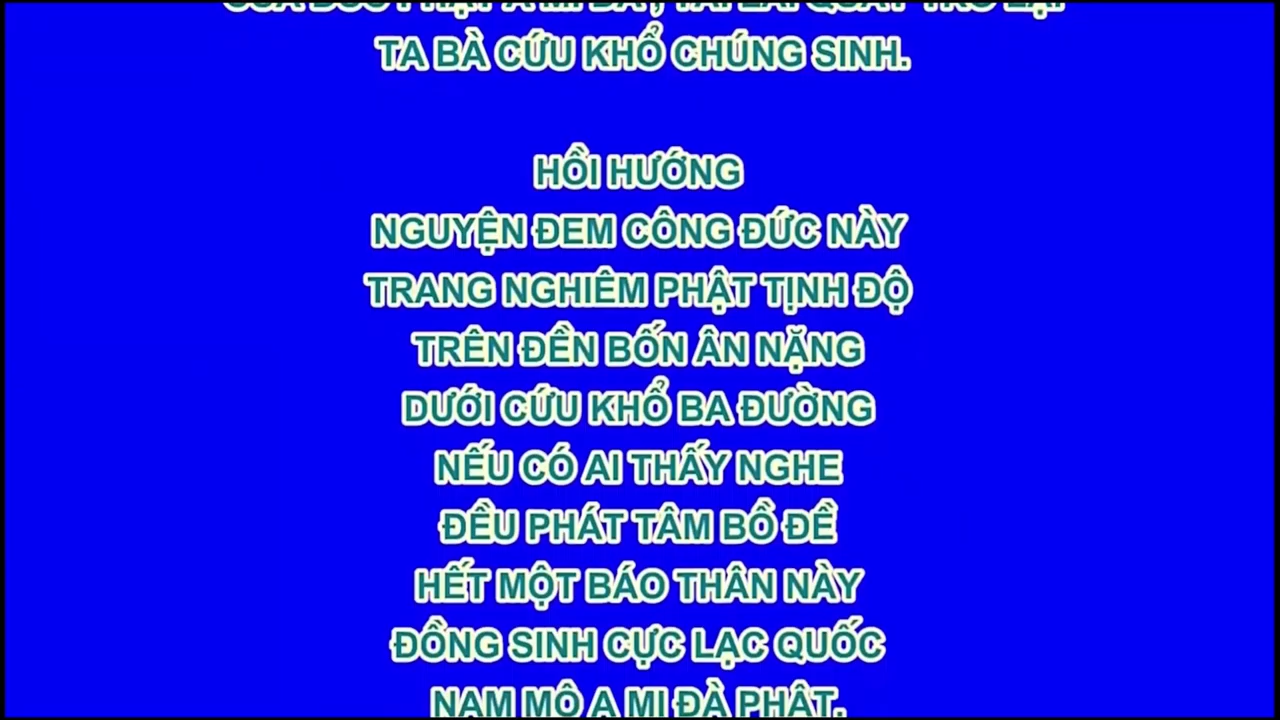 TA BÀ CỨU KHỔ CHÚNG SINH.
HỒI HƯỚNG
NGUYỆN ĐEM CÔNG ĐỨC NÀY
TRANG NGHIÊM PHẬT TỊNH ĐỘ
TRÊN ĐỀN BỐN ÂN NẶNG
DƯỚI CỨU KHỔ BA ĐƯỜNG
NẾU CÓ AI THẤY NGHE
ĐỀU PHÁT TÂM BỒ ĐỀ
HẾT MỘT BÁO THÂN NÀY
ĐỒNG SINH CỰC LẠC QUỐC
NAM MÔ A MI ĐÀ PHẬT.